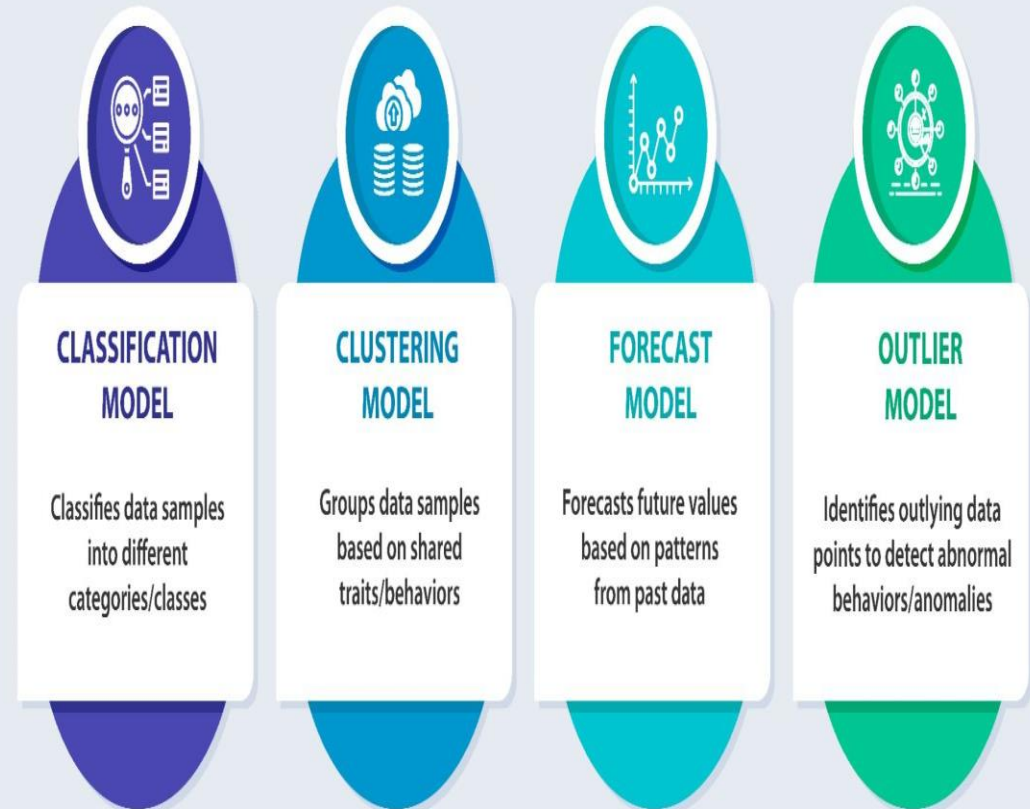 CLASSIFICATION
MODEL
Classifies data samples
into different
categories/classes
CLUSTERING
MODEL
Groups data samples
based on shared
traits/behaviors
FORECAST
MODEL
Forecasts future values
based on patterns
from past data
OUTLIER
MODEL
Identifies outlying data
points to detect abnormal
behaviors/anomalies